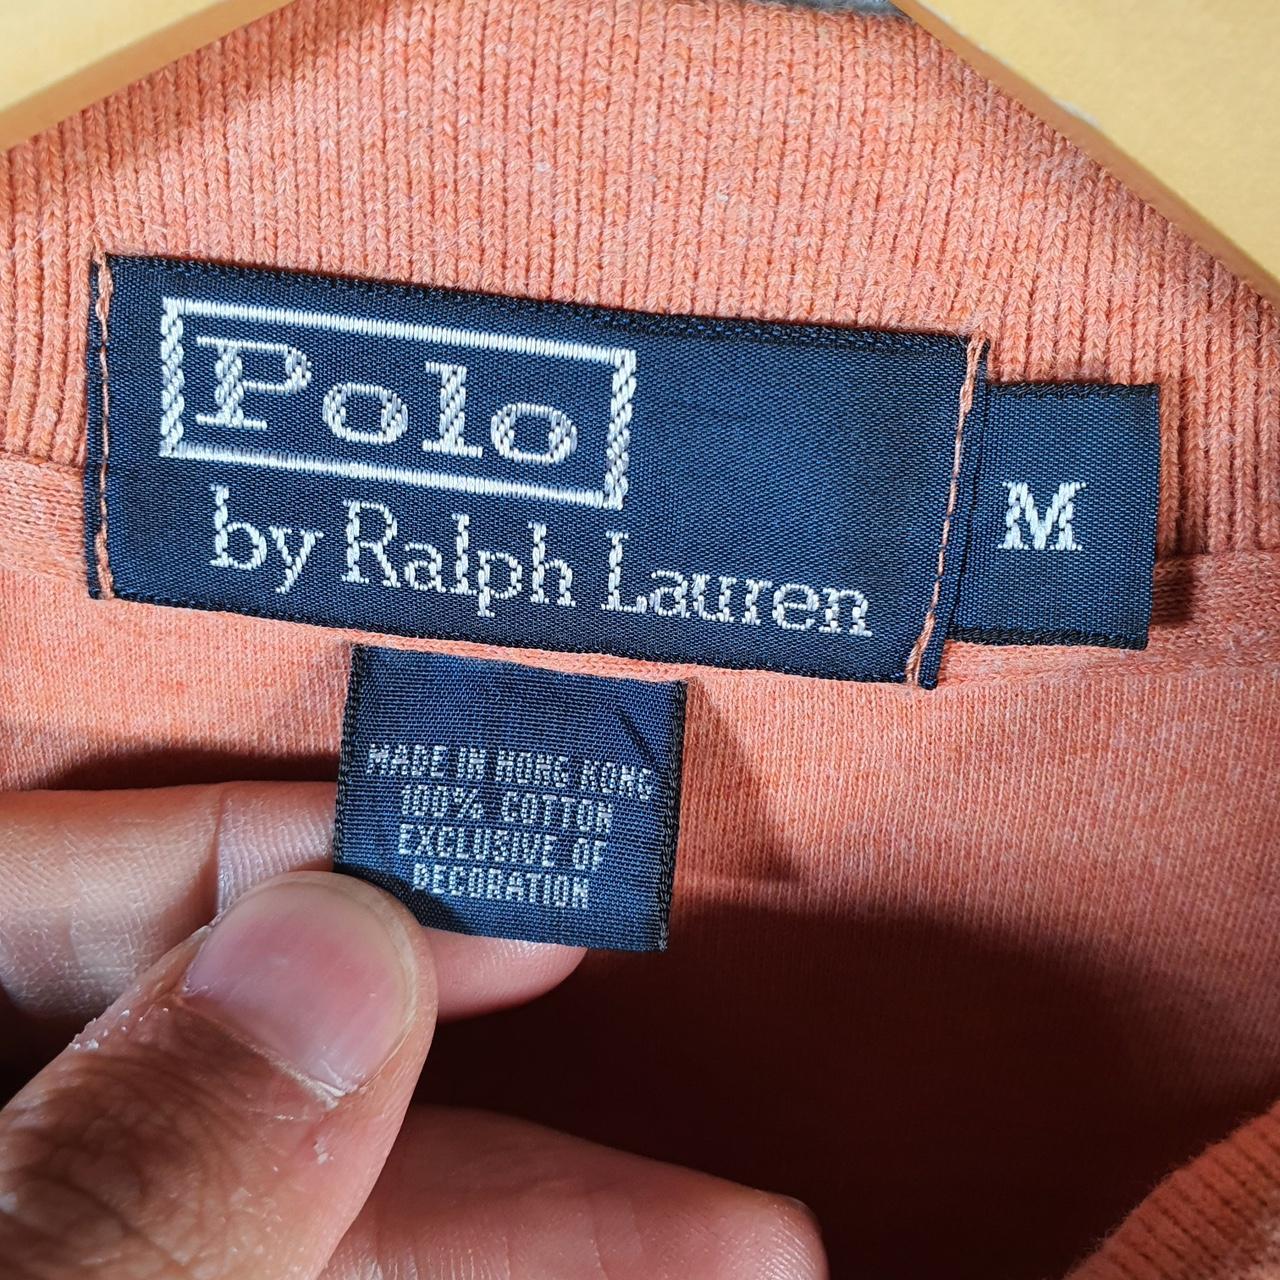 Polo
by Ralph Lauren
M
MADE IN HONG KONG
100% COTTON
EXCLUSIVE OF
DECORATION